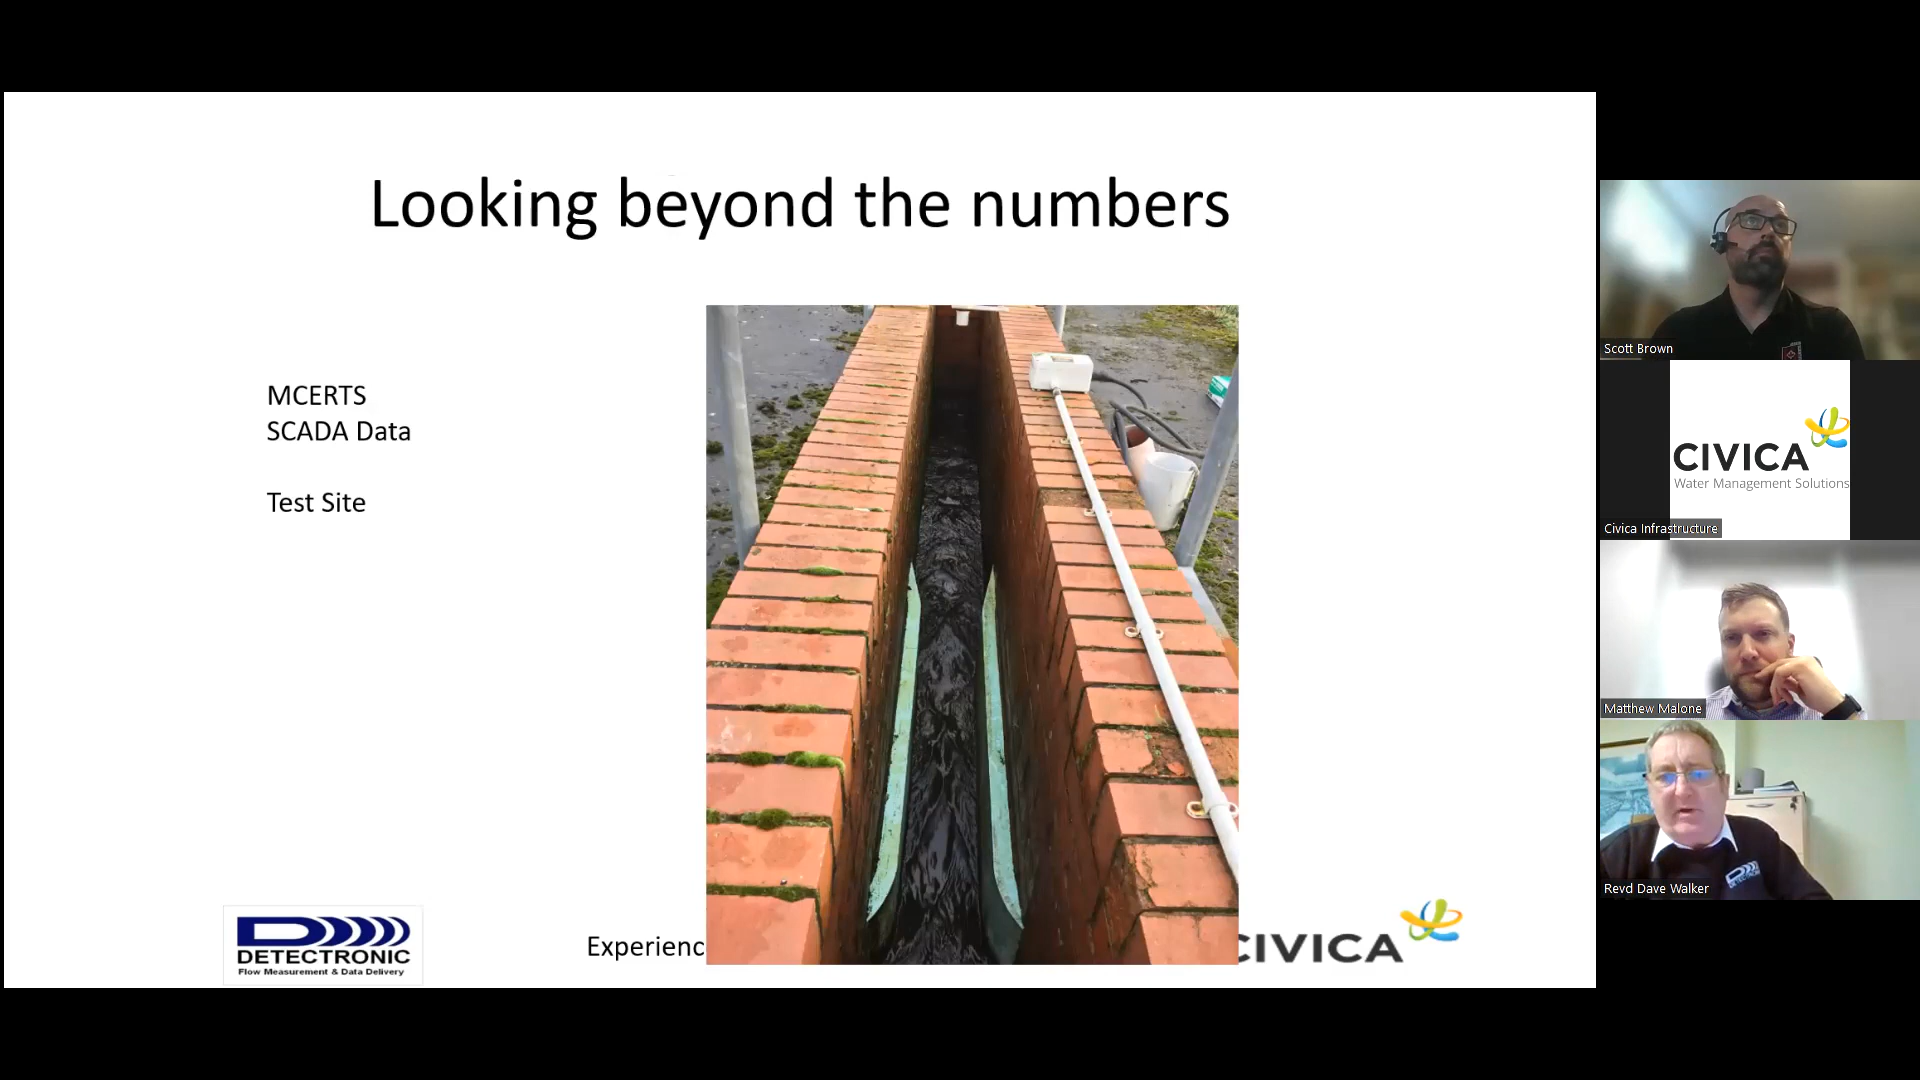 Looking beyond the numbers
MCERTS
SCADA Data
Test Site
DETECTRONIC
Flow Measurement & Data Delivery
Experienc
CIVICA
Scott Brown
CIVICA
Water Management Solutions
Civica Infrastructure
Matthew Malone
DETECTRONIC
Revd Dave Walker